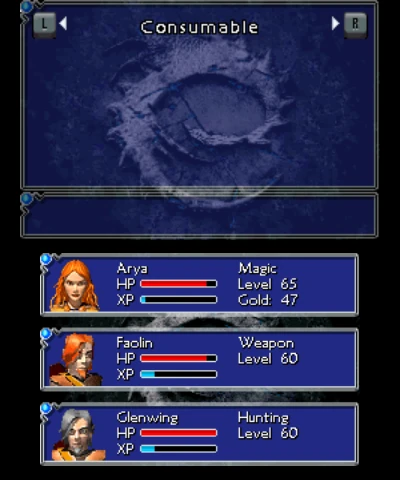 L Consumable R
Arya Magic
HP Level 65
XP Gold: 47
Faolin Weapon
HP Level 60
XP
Glenwing Hunting
HP Level 60
XP